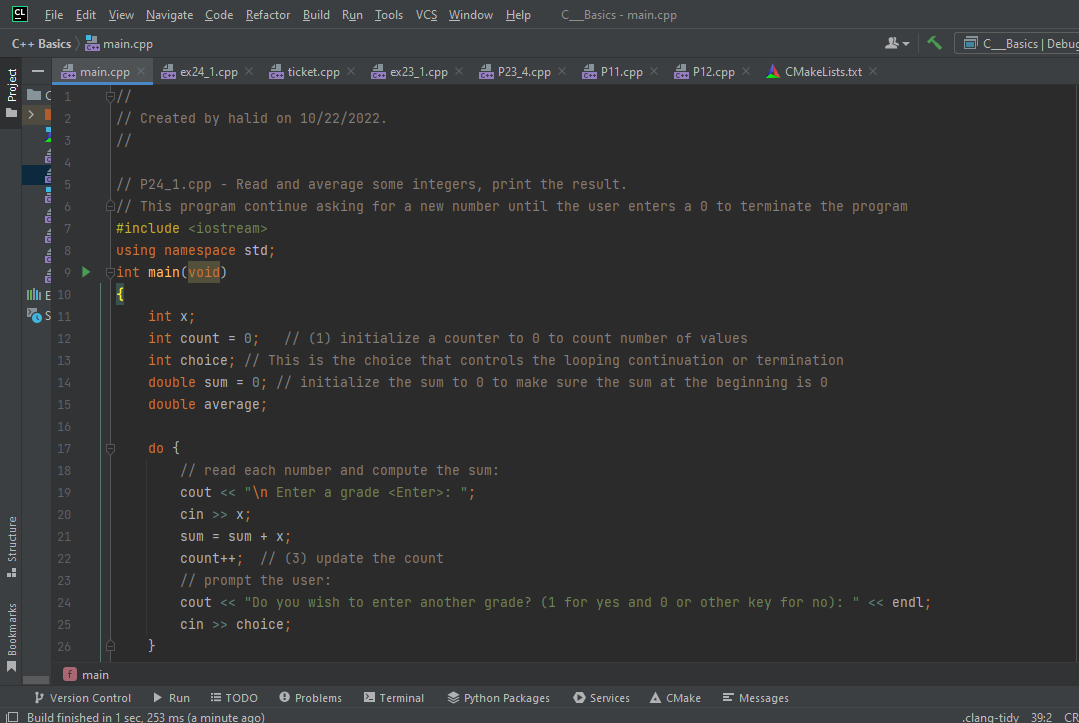 CL File Edit View Navigate Code Refactor Build Run Tools VCS Window Help C__Basics - main.cpp
C++ Basics main.cpp C__Basics | Debug
main.cpp ex24_1.cpp ticket.cpp ex23_1.cpp P23_4.cpp P11.cpp P12.cpp CMakeLists.txt
Project
1 //
2 // Created by halid on 10/22/2022.
3 //
4
5 // P24_1.cpp - Read and average some integers, print the result.
6 // This program continue asking for a new number until the user enters a 0 to terminate the program
7 #include <iostream>
8 using namespace std;
9 int main(void)
10 {
11 int x;
12 int count = 0; // (1) initialize a counter to 0 to count number of values
13 int choice; // This is the choice that controls the looping continuation or termination
14 double sum = 0; // initialize the sum to 0 to make sure the sum at the beginning is 0
15 double average;
16
17 do {
18 // read each number and compute the sum:
19 cout << "\n Enter a grade <Enter>: ";
20 cin >> x;
21 sum = sum + x;
22 count++; // (3) update the count
23 // prompt the user:
24 cout << "Do you wish to enter another grade? (1 for yes and 0 or other key for no): " << endl;
25 cin >> choice;
26 }
Structure
Bookmarks
f main
Version Control Run TODO Problems Terminal Python Packages Services CMake Messages
Build finished in 1 sec, 253 ms (a minute ago) .clang-tidy 39:2 CR